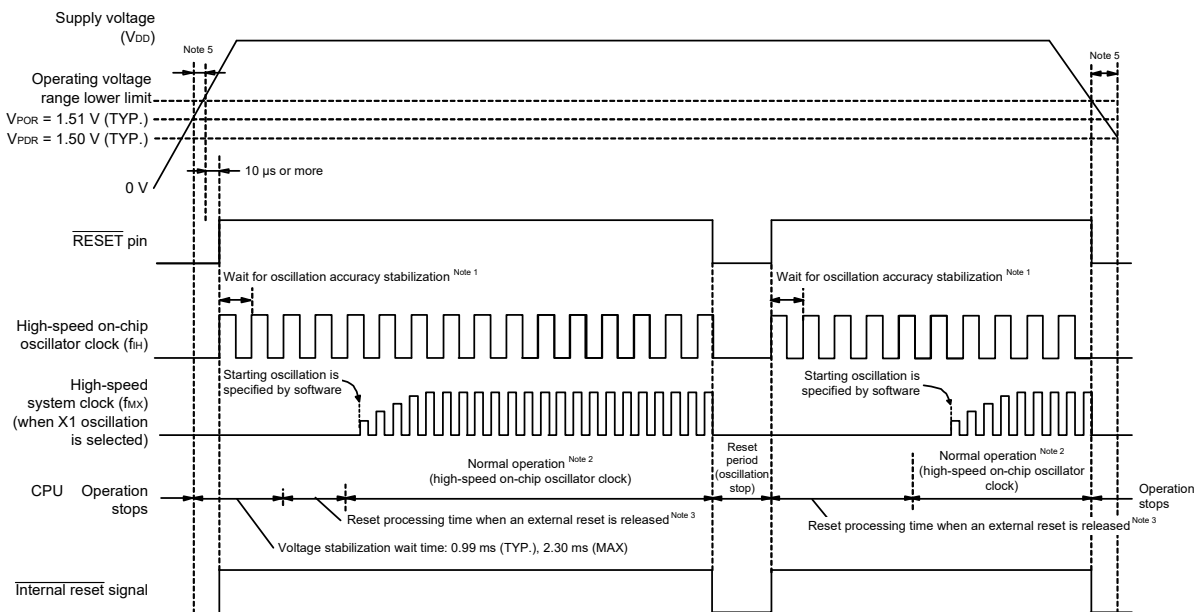 Supply voltage
(VDD)
Note 5
Note 5
Operating voltage
range lower limit
VPOR = 1.51 V (TYP.)
VPDR = 1.50 V (TYP.)
10 µs or more
0 V
RESET pin
Wait for oscillation accuracy stabilization Note 1
Wait for oscillation accuracy stabilization Note 1
High-speed on-chip
oscillator clock (fIH)
Starting oscillation is
specified by software
Starting oscillation is
specified by software
High-speed
system clock (fMX)
(when X1 oscillation
is selected)
Normal operation Note 2
(high-speed on-chip oscillator clock)
Reset
period
(oscillation
stop)
Normal operation Note 2
(high-speed on-chip oscillator
clock)
CPU
Operation
stops
Operation
stops
Reset processing time when an external reset is released Note 3
Reset processing time when an external reset is released Note 3
Voltage stabilization wait time: 0.99 ms (TYP.), 2.30 ms (MAX)
Internal reset signal